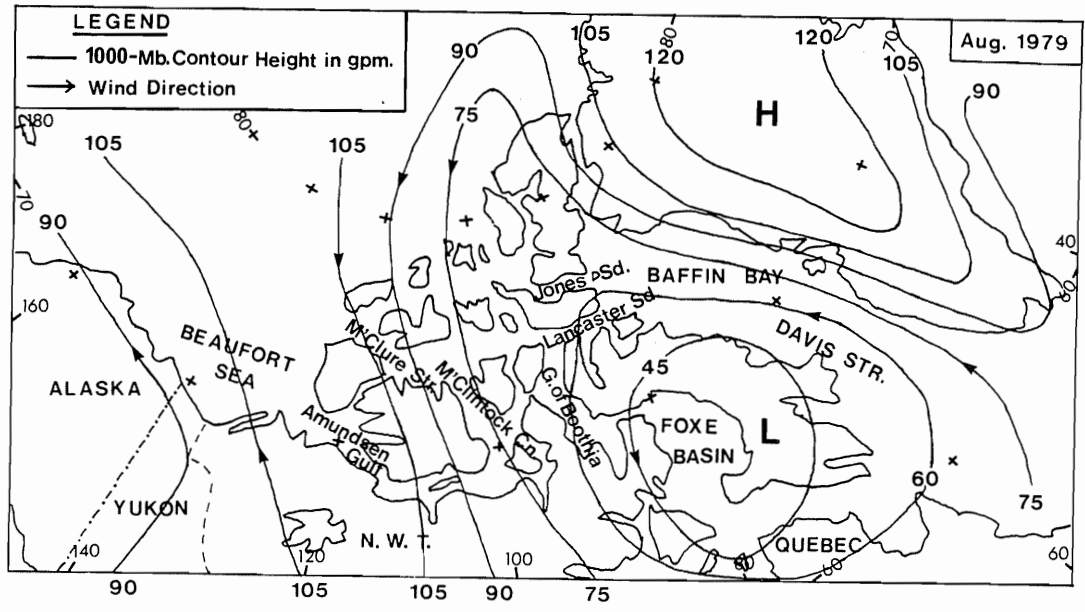 LEGEND
1000-Mb. Contour Height in gpm.
Wind Direction
Aug. 1979
90
105
80
120
120
70
105
90
75
H
180
80
105
105
70
90
40
160
60
Jones Sd.
BAFFIN BAY
Lancaster Sd
BEAUFORT
SEA
M'Clure Str.
DAVIS STR.
ALASKA
M'Clintock Cn.
G. of Boothia
45
Amundsen
Gulf
FOXE
BASIN
L
60
75
YUKON
N. W. T.
QUEBEC
140
120
100
80
60
60
90
105
105
90
75